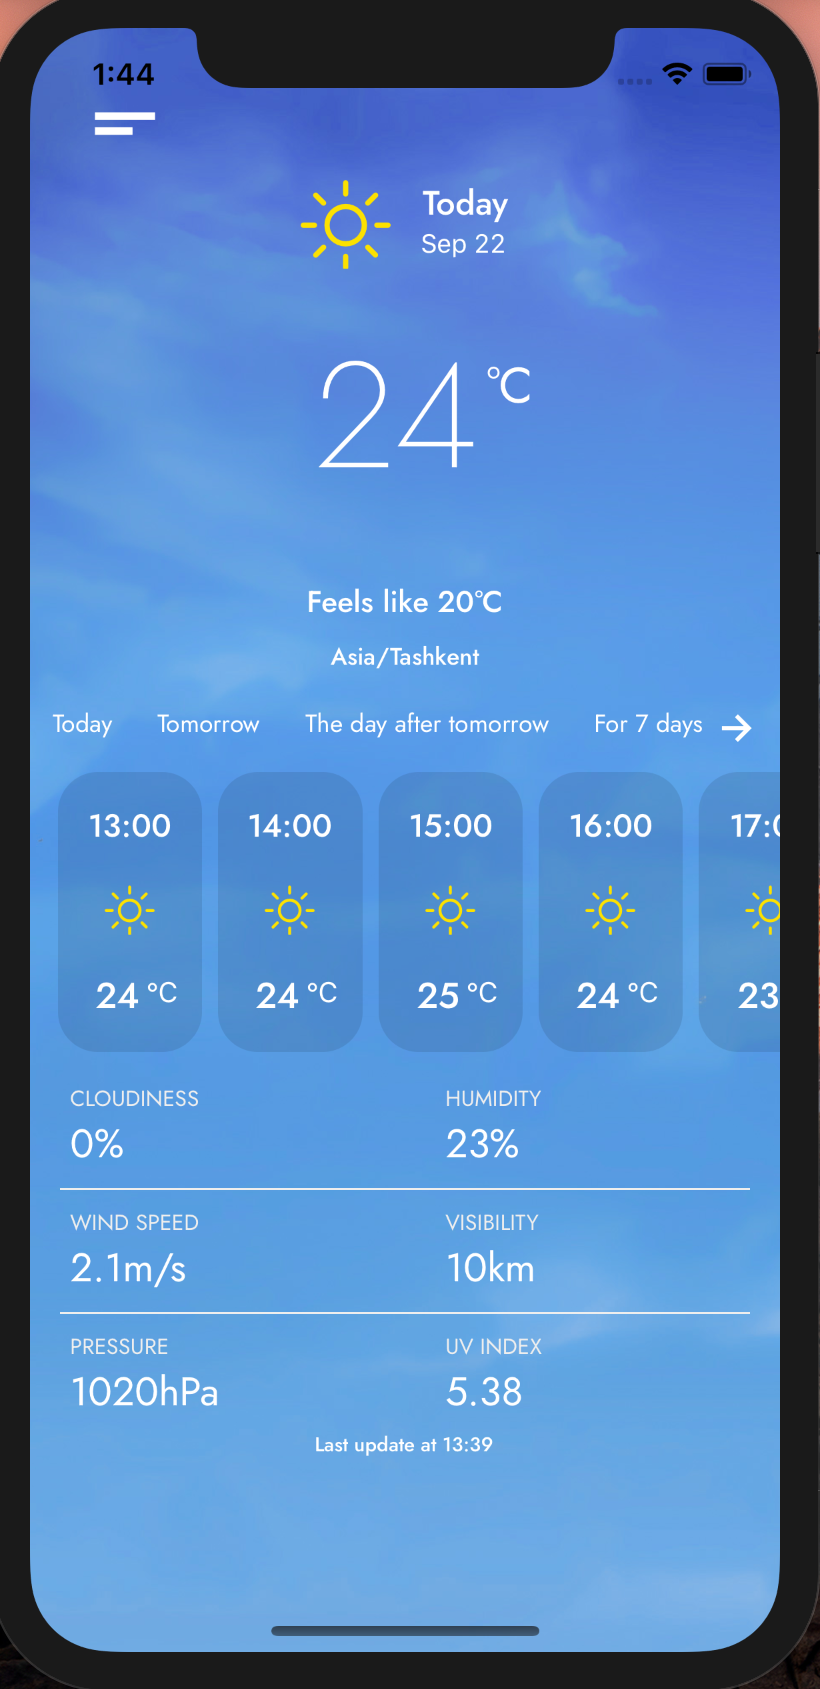 1:44
Today
Sep 22
24 °C
Feels like 20°C
Asia/Tashkent
Today Tomorrow The day after tomorrow For 7 days
13:00 14:00 15:00 16:00 17:0
24 °C 24 °C 25 °C 24 °C 23
CLOUDINESS HUMIDITY
0% 23%
WIND SPEED VISIBILITY
2.1m/s 10km
PRESSURE UV INDEX
1020hPa 5.38
Last update at 13:39